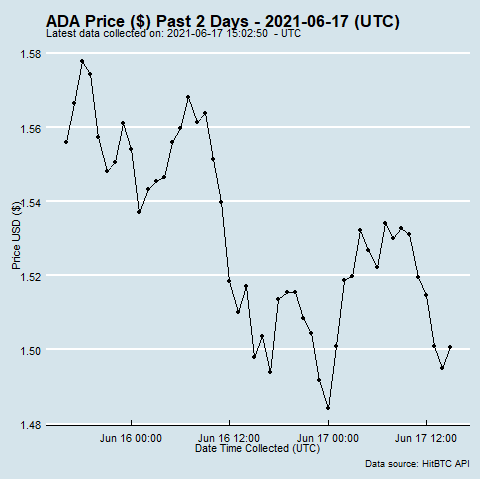 ADA Price ($) Past 2 Days - 2021-06-17 (UTC)
Latest data collected on: 2021-06-17 15:02:50 - UTC
1.58
1.56
1.54
1.52
1.50
1.48
Price USD ($)
Jun 16 00:00 Jun 16 12:00 Jun 17 00:00 Jun 17 12:00
Date Time Collected (UTC)
Data source: HitBTC API